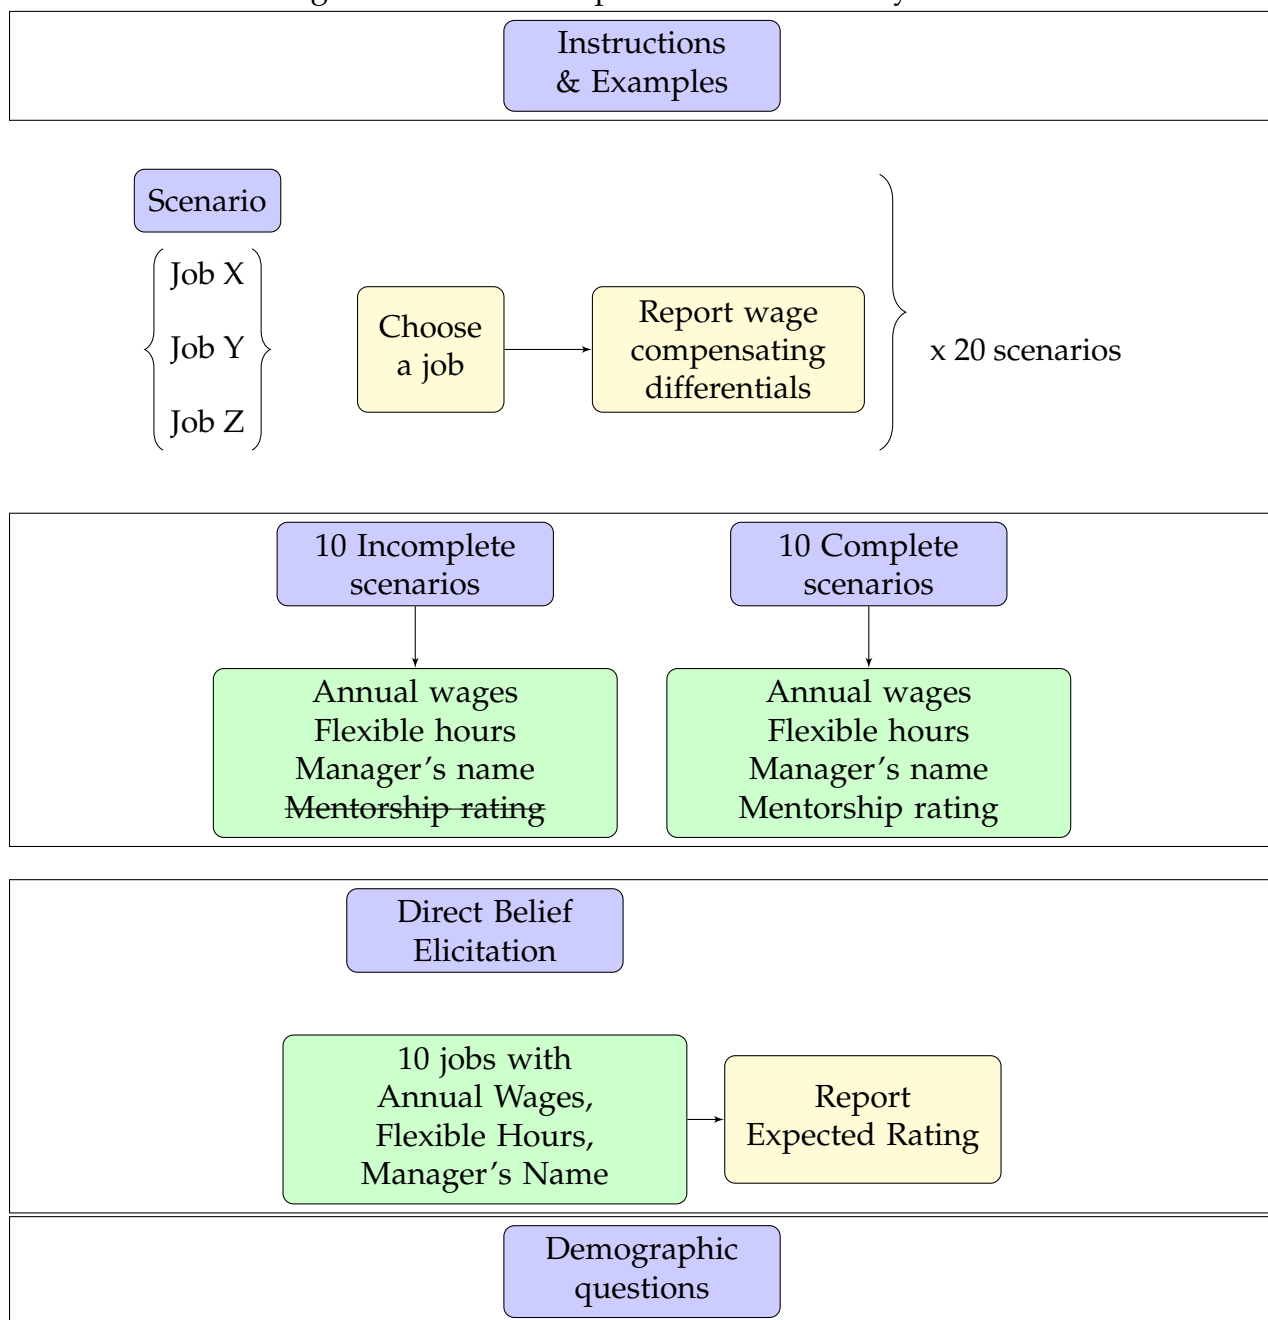 Instructions
& Examples
Scenario
Job X
Job Y
Job Z
Choose
a job
Report wage
compensating
differentials
x 20 scenarios
10 Incomplete
scenarios
10 Complete
scenarios
Annual wages
Flexible hours
Manager's name
Mentorship rating
Annual wages
Flexible hours
Manager's name
Mentorship rating
Direct Belief
Elicitation
10 jobs with
Annual Wages,
Flexible Hours,
Manager's Name
Report
Expected Rating
Demographic
questions